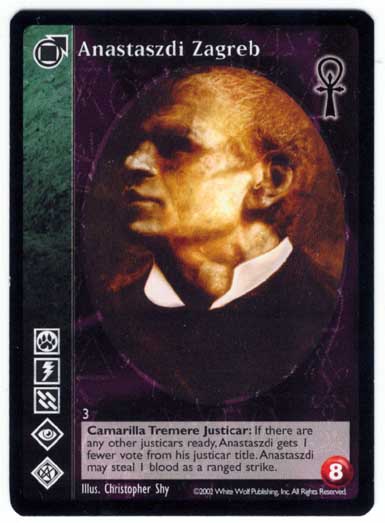 Anastaszdi Zagreb
3
Camarilla Tremere Justicar: If there are
any other justicars ready, Anastaszdi gets 1
fewer vote from his justicar title. Anastaszdi
may steal 1 blood as a ranged strike.
8
Illus. Christopher Shy
©2002 White Wolf Publishing, Inc. All Rights Reserved.